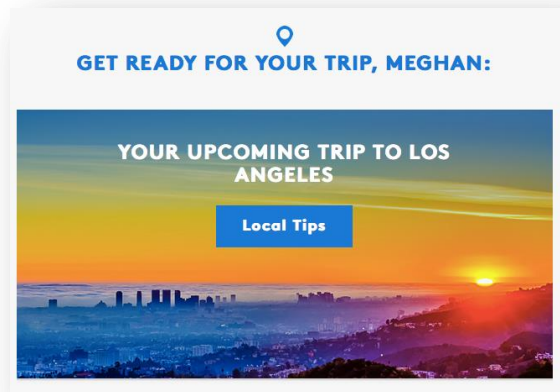 GET READY FOR YOUR TRIP, MEGHAN:
YOUR UPCOMING TRIP TO LOS
ANGELES
Local Tips